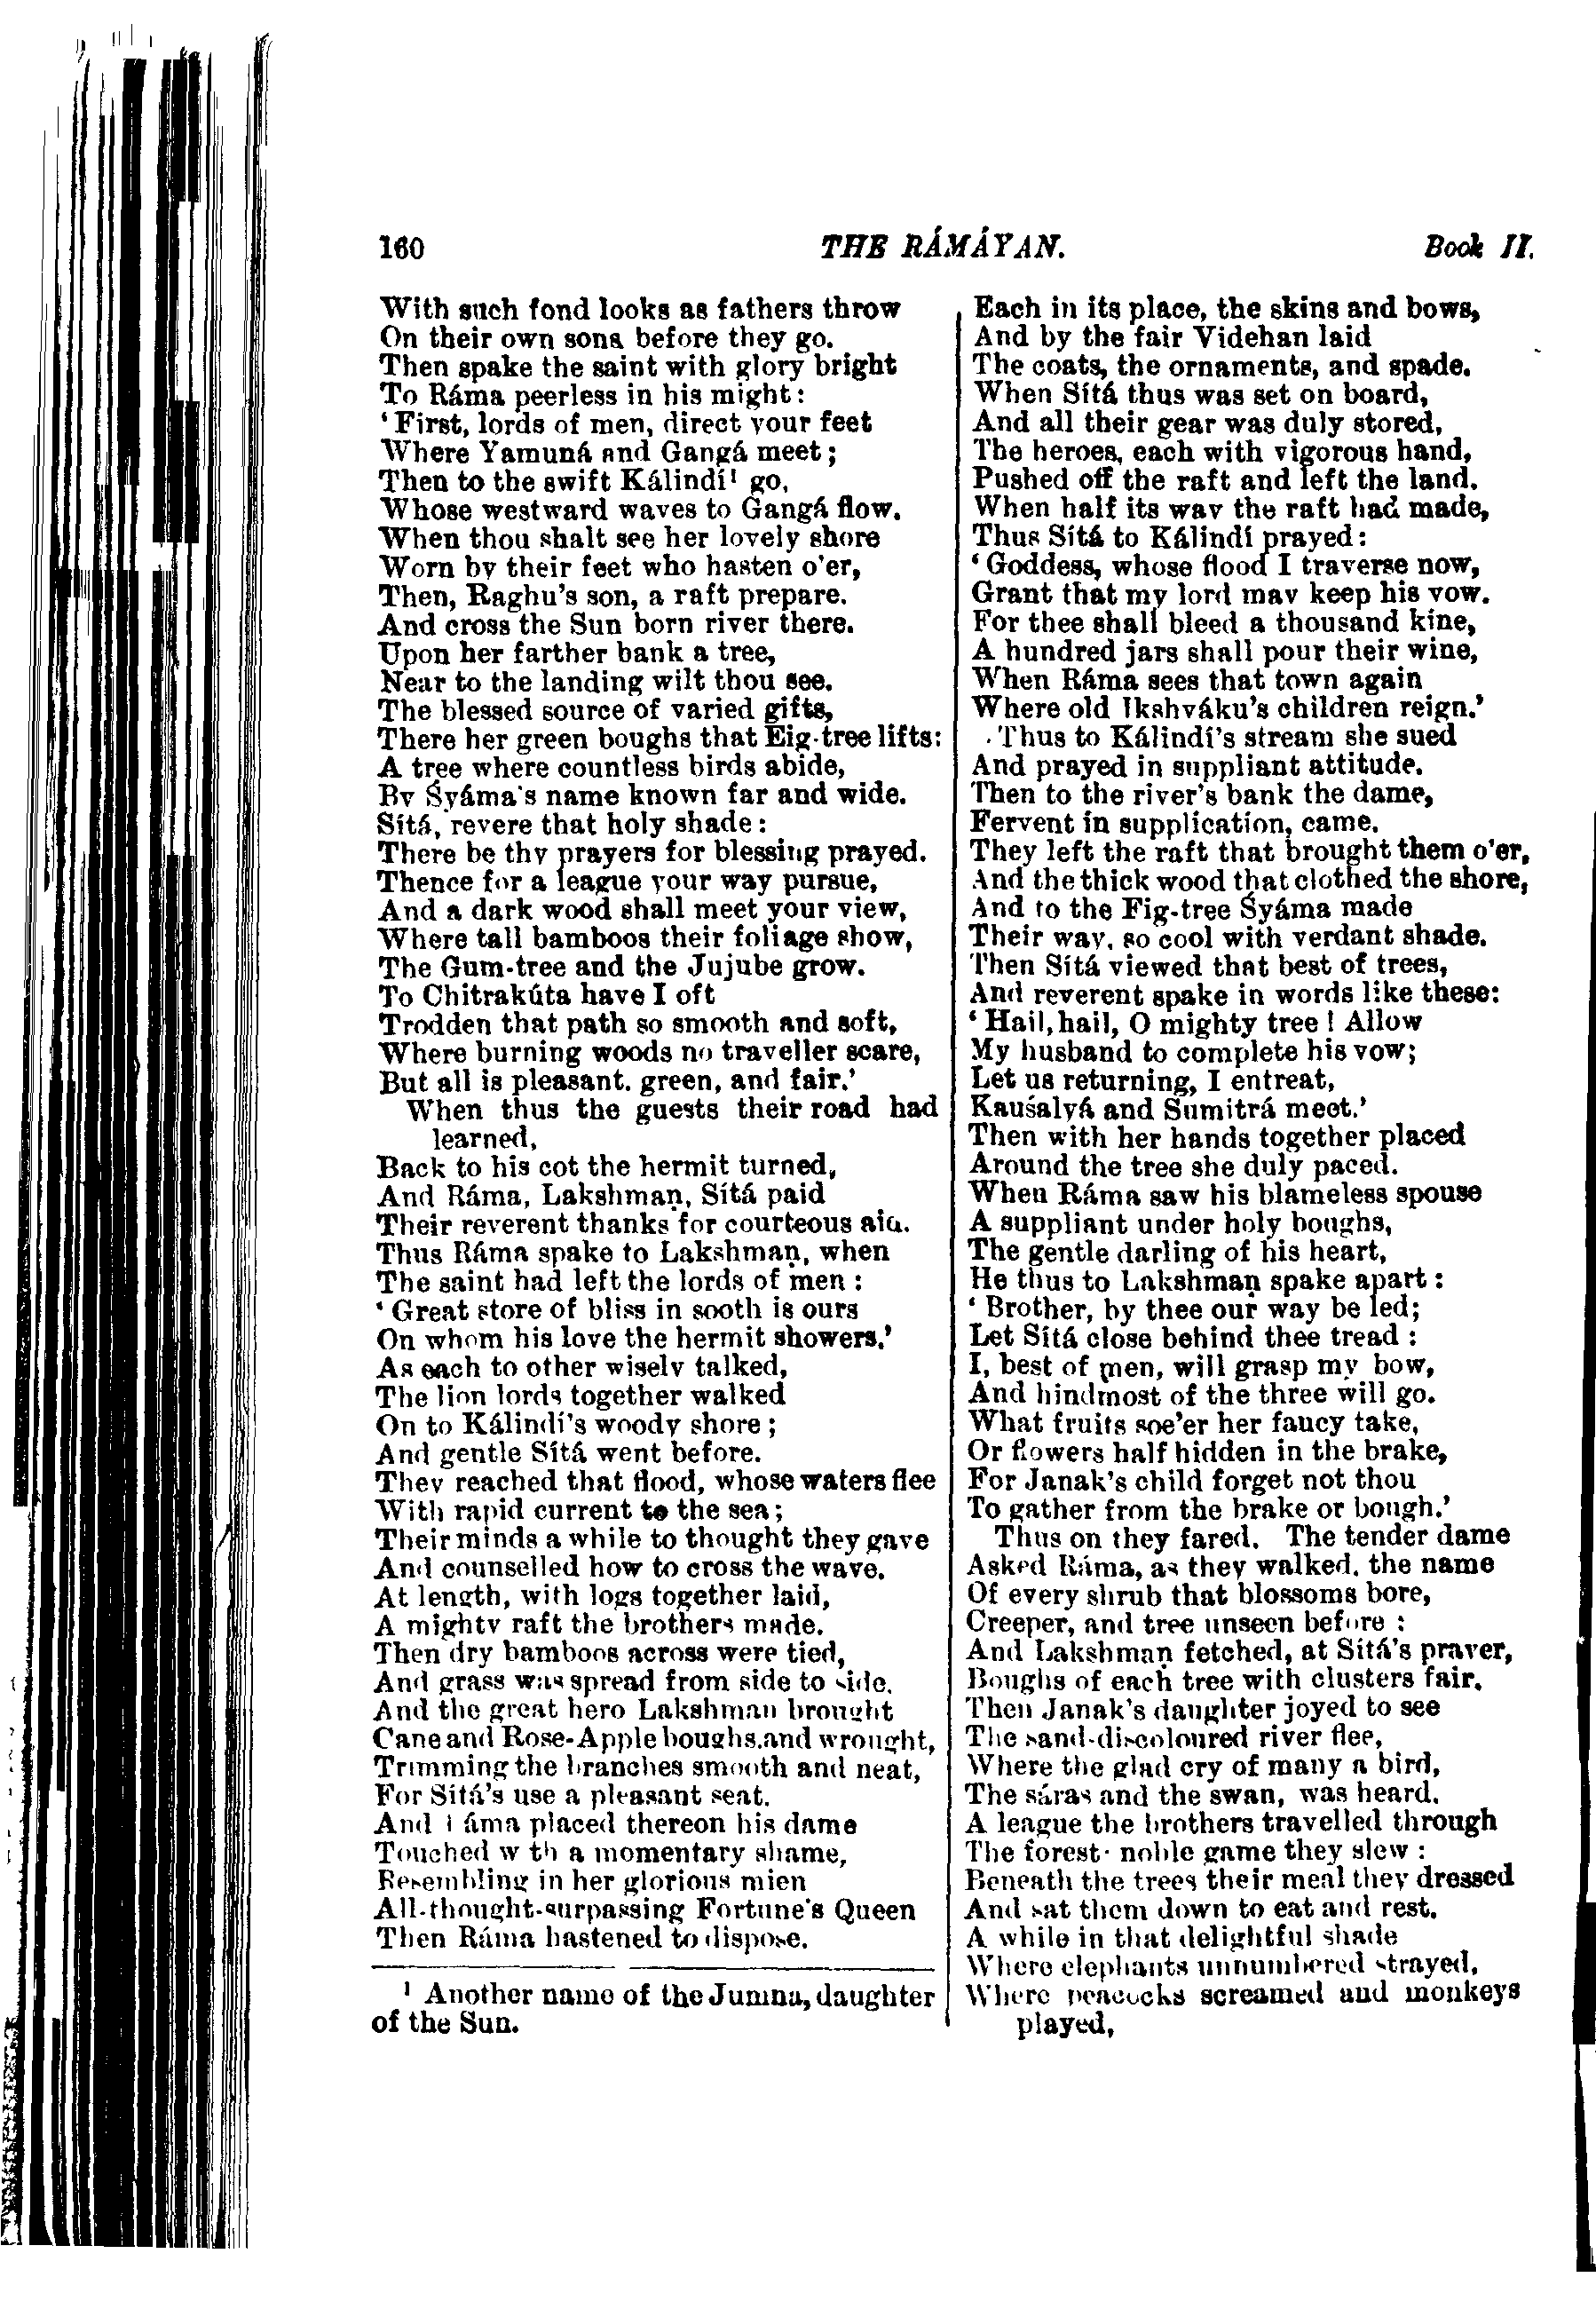 160 THE RÁMÁYAN. Book II.
With such fond looks as fathers throw
On their own sons before they go.
Then spake the saint with glory bright
To Ráma peerless in his might:
‘First, lords of men, direct your feet
Where Yamuná and Gangá meet;
Then to the swift Kálindí¹ go,
Whose westward waves to Gangá flow.
When thou shalt see her lovely shore
Worn by their feet who hasten o'er,
Then, Raghu's son, a raft prepare.
And cross the Sun born river there.
Upon her farther bank a tree,
Near to the landing wilt thou see.
The blessed source of varied gifts,
There her green boughs that Fig-tree lifts:
A tree where countless birds abide,
By Śyáma's name known far and wide.
Sítá, revere that holy shade:
There be thy prayers for blessing prayed.
Thence for a league your way pursue,
And a dark wood shall meet your view,
Where tall bamboos their foliage show,
The Gum-tree and the Jujube grow.
To Chitrakúta have I oft
Trodden that path so smooth and soft,
Where burning woods no traveller scare,
But all is pleasant. green, and fair.’
When thus the guests their road had
learned,
Back to his cot the hermit turned,
And Ráma, Lakshmaṇ, Sítá paid
Their reverent thanks for courteous aid.
Thus Ráma spake to Lakshmaṇ, when
The saint had left the lords of men:
‘Great store of bliss in sooth is ours
On whom his love the hermit showers.’
As each to other wisely talked,
The lion lords together walked
On to Kálindí's woody shore;
And gentle Sítá went before.
They reached that flood, whose waters flee
With rapid current to the sea;
Their minds a while to thought they gave
And counselled how to cross the wave.
At length, with logs together laid,
A mighty raft the brothers made.
Then dry bamboos across were tied,
And grass was spread from side to side.
And the great hero Lakshman brought
Cane and Rose-Apple boughs.and wrought,
Trimming the branches smooth and neat,
For Sítá's use a pleasant seat.
And Ráma placed thereon his dame
Touched with a momentary shame,
Resembling in her glorious mien
All-thought-surpassing Fortune's Queen
Then Ráma hastened to dispose.
¹ Another name of the Jumna, daughter
of the Sun.
Each in its place, the skins and bows,
And by the fair Videhan laid
The coats, the ornaments, and spade.
When Sítá thus was set on board,
And all their gear was duly stored,
The heroes, each with vigorous hand,
Pushed off the raft and left the land.
When half its way the raft had made,
Thus Sítá to Kálindí prayed:
‘Goddess, whose flood I traverse now,
Grant that my lord may keep his vow.
For thee shall bleed a thousand kine,
A hundred jars shall pour their wine,
When Ráma sees that town again
Where old Ikshváku's children reign.’
Thus to Kálindí's stream she sued
And prayed in suppliant attitude.
Then to the river's bank the dame,
Fervent in supplication, came.
They left the raft that brought them o'er,
And the thick wood that clothed the shore,
And to the Fig-tree Śyáma made
Their way, so cool with verdant shade.
Then Sítá viewed that best of trees,
And reverent spake in words like these:
‘Hail, hail, O mighty tree! Allow
My husband to complete his vow;
Let us returning, I entreat,
Kauśalyá and Sumitrá meet.’
Then with her hands together placed
Around the tree she duly paced.
When Ráma saw his blameless spouse
A suppliant under holy boughs,
The gentle darling of his heart,
He thus to Lakshmaṇ spake apart:
‘Brother, by thee our way be led;
Let Sítá close behind thee tread:
I, best of men, will grasp my bow,
And hindmost of the three will go.
What fruits soe'er her faucy take,
Or flowers half hidden in the brake,
For Janak's child forget not thou
To gather from the brake or bough.’
Thus on they fared. The tender dame
Asked Ráma, as they walked, the name
Of every shrub that blossoms bore,
Creeper, and tree unseen before:
And Lakshmaṇ fetched, at Sítá's prayer,
Boughs of each tree with clusters fair.
Then Janak's daughter joyed to see
The sand-discoloured river flee,
Where the glad cry of many a bird,
The sáras and the swan, was heard.
A league the brothers travelled through
The forest· noble game they slew:
Beneath the trees their meal they dressed
And sat them down to eat and rest.
A while in that delightful shade
Where elephants unnumbered strayed,
Where peacocks screamed and monkeys
played,